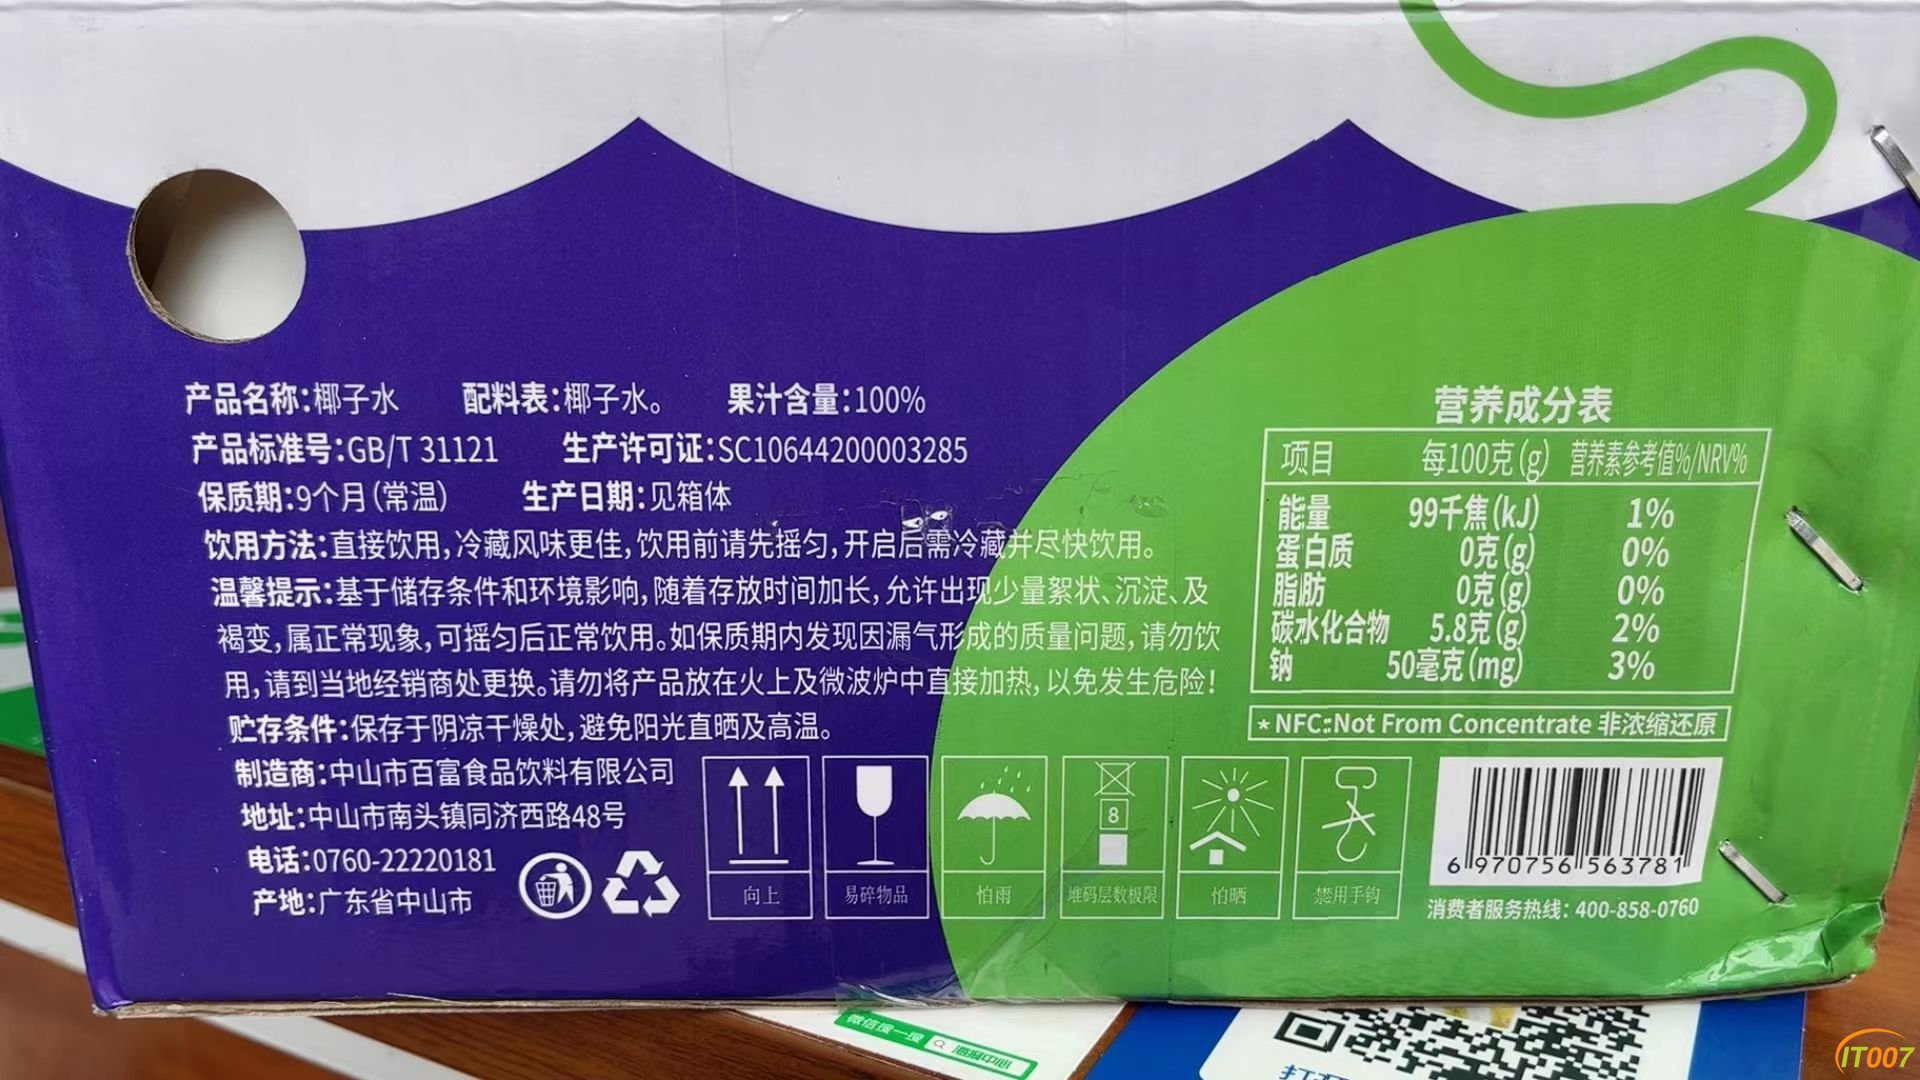 产品名称:椰子水 配料表:椰子水。 果汁含量:100%
产品标准号:GB/T 31121 生产许可证:SC10644200003285
保质期:9个月(常温) 生产日期:见箱体
饮用方法:直接饮用,冷藏风味更佳,饮用前请先摇匀,开启后需冷藏并尽快饮用。
温馨提示:基于储存条件和环境影响,随着存放时间加长,允许出现少量絮状、沉淀、及
褐变,属正常现象,可摇匀后正常饮用。如保质期内发现因漏气形成的质量问题,请勿饮
用,请到当地经销商处更换。请勿将产品放在火上及微波炉中直接加热,以免发生危险!
贮存条件:保存于阴凉干燥处,避免阳光直晒及高温。
制造商:中山市百富食品饮料有限公司
地址:中山市南头镇同济西路48号
电话:0760-22220181
产地:广东省中山市
8
向上 易碎物品 怕雨 堆码层数极限 怕晒 禁用手钩
营养成分表
项目 每100克(g) 营养素参考值%/NRV%
能量 99千焦(kJ) 1%
蛋白质 0克(g) 0%
脂肪 0克(g) 0%
碳水化合物 5.8克(g) 2%
钠 50毫克(mg) 3%
*NFC::Not From Concentrate 非浓缩还原
6 970756 563781
消费者服务热线: 400-858-0760
微信搜一搜
IT007